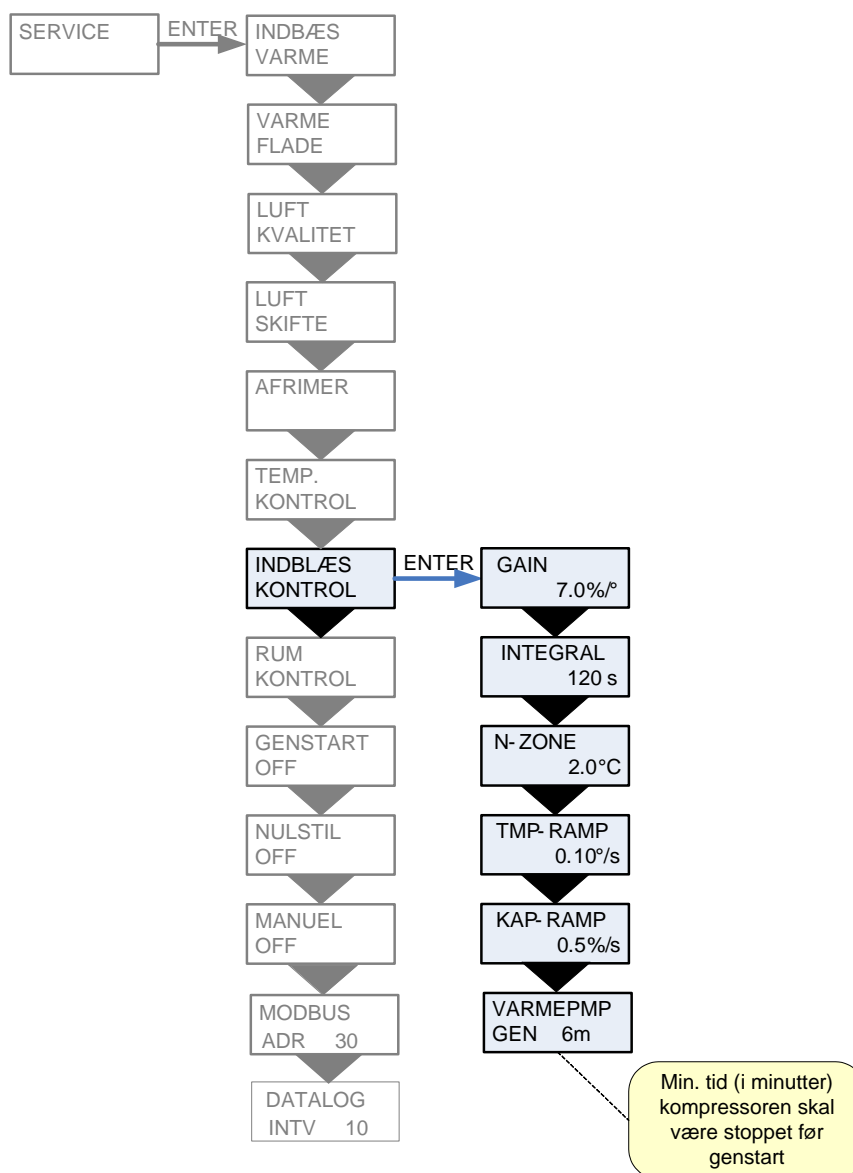 SERVICE
ENTER
INDBÆS
VARME
VARME
FLADE
LUFT
KVALITET
LUFT
SKIFTE
AFRIMER
TEMP.
KONTROL
INDBLÆS
KONTROL
ENTER
GAIN
7.0%/°
INTEGRAL
120 s
N-ZONE
2.0°C
TMP-RAMP
0.10°/s
KAP-RAMP
0.5%/s
VARMEPMP
GEN 6m
Min. tid (i minutter)
kompressoren skal
være stoppet før
genstart
RUM
KONTROL
GENSTART
OFF
NULSTIL
OFF
MANUEL
OFF
MODBUS
ADR 30
DATALOG
INTV 10